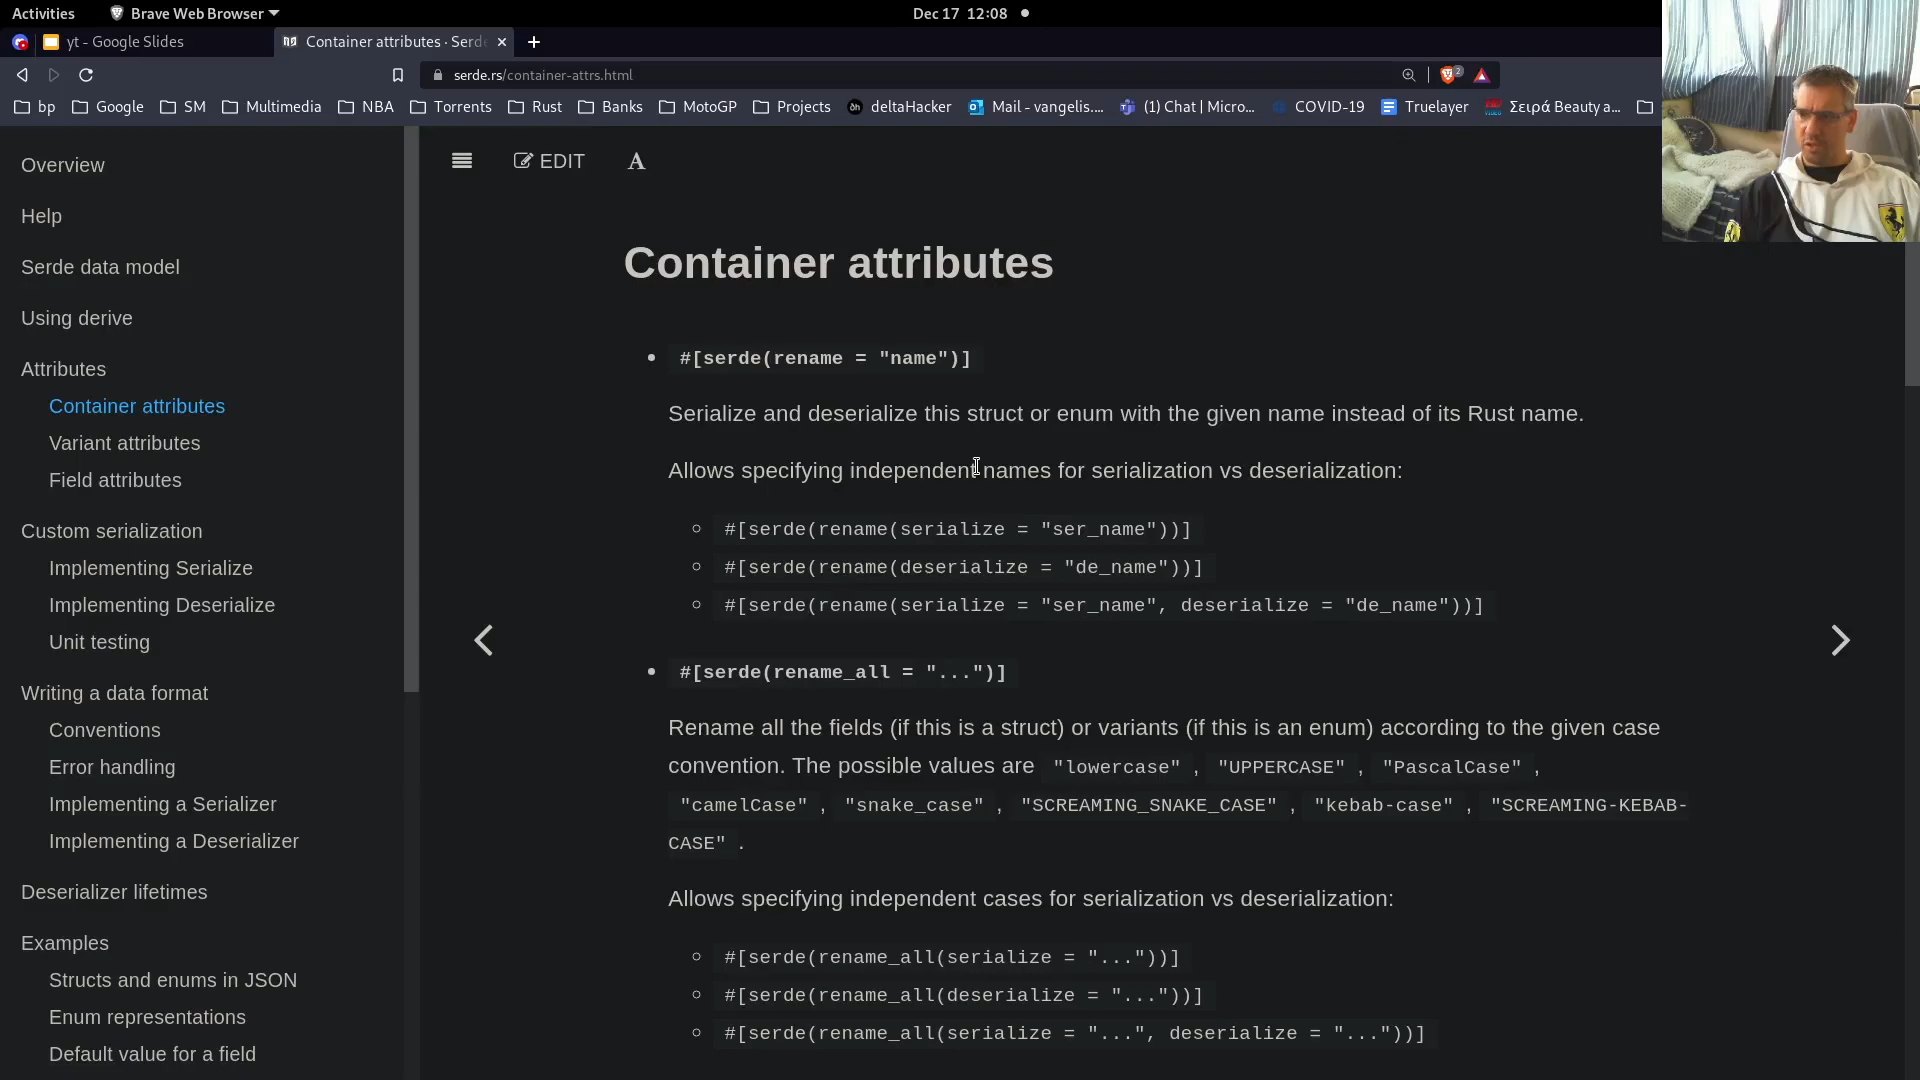 Activities
Brave Web Browser
Dec 17 12:08
yt - Google Slides
Container attributes · Serde
serde.rs/container-attrs.html
2
bp
Google
SM
Multimedia
NBA
Torrents
Rust
Banks
MotoGP
Projects
deltaHacker
Mail - vangelis....
(1) Chat | Micro...
COVID-19
Truelayer
Σειρά Beauty a...
Overview
Help
Serde data model
Using derive
Attributes
Container attributes
Variant attributes
Field attributes
Custom serialization
Implementing Serialize
Implementing Deserialize
Unit testing
Writing a data format
Conventions
Error handling
Implementing a Serializer
Implementing a Deserializer
Deserializer lifetimes
Examples
Structs and enums in JSON
Enum representations
Default value for a field
EDIT
A
Container attributes
#[serde(rename = "name")]
Serialize and deserialize this struct or enum with the given name instead of its Rust name.
Allows specifying independent names for serialization vs deserialization:
#[serde(rename(serialize = "ser_name"))]
#[serde(rename(deserialize = "de_name"))]
#[serde(rename(serialize = "ser_name", deserialize = "de_name"))]
#[serde(rename_all = "...")]
Rename all the fields (if this is a struct) or variants (if this is an enum) according to the given case
convention. The possible values are "lowercase" , "UPPERCASE" , "PascalCase" ,
"camelCase" , "snake_case" , "SCREAMING_SNAKE_CASE" , "kebab-case" , "SCREAMING-KEBAB-
CASE" .
Allows specifying independent cases for serialization vs deserialization:
#[serde(rename_all(serialize = "..."))]
#[serde(rename_all(deserialize = "..."))]
#[serde(rename_all(serialize = "...", deserialize = "..."))]